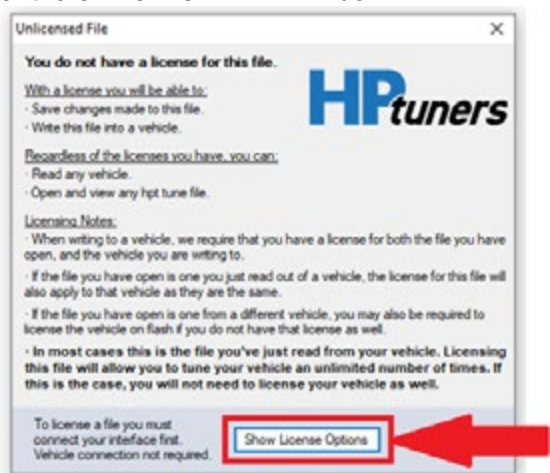 Unlicensed File
You do not have a license for this file.
With a license you will be able to:
· Save changes made to this file.
· Write this file into a vehicle.
HPtuners
Regardless of the licenses you have, you can:
· Read any vehicle.
· Open and view any hpt tune file.
Licensing Notes:
· When writing to a vehicle, we require that you have a license for both the file you have
open, and the vehicle you are writing to.
· If the file you have open is one you just read out of a vehicle, the license for this file will
also apply to that vehicle as they are the same.
· If the file you have open is one from a different vehicle, you may also be required to
license the vehicle on flash if you do not have that license as well.
· In most cases this is the file you've just read from your vehicle. Licensing
this file will allow you to tune your vehicle an unlimited number of times. If
this is the case, you will not need to license your vehicle as well.
To license a file you must
connect your interface first.
Vehicle connection not required.
Show License Options